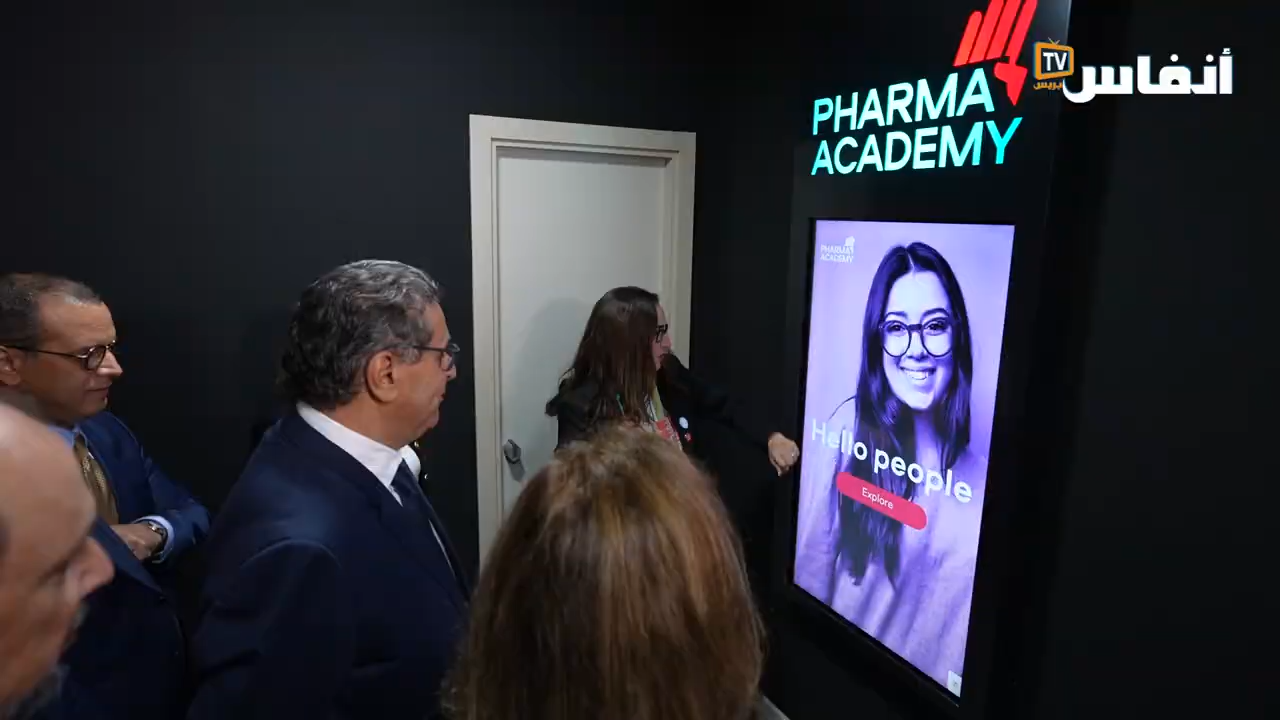 PHARMA
ACADEMY
أنفاس
TV
بريس
PHARMA
ACADEMY
Hello people
Explore